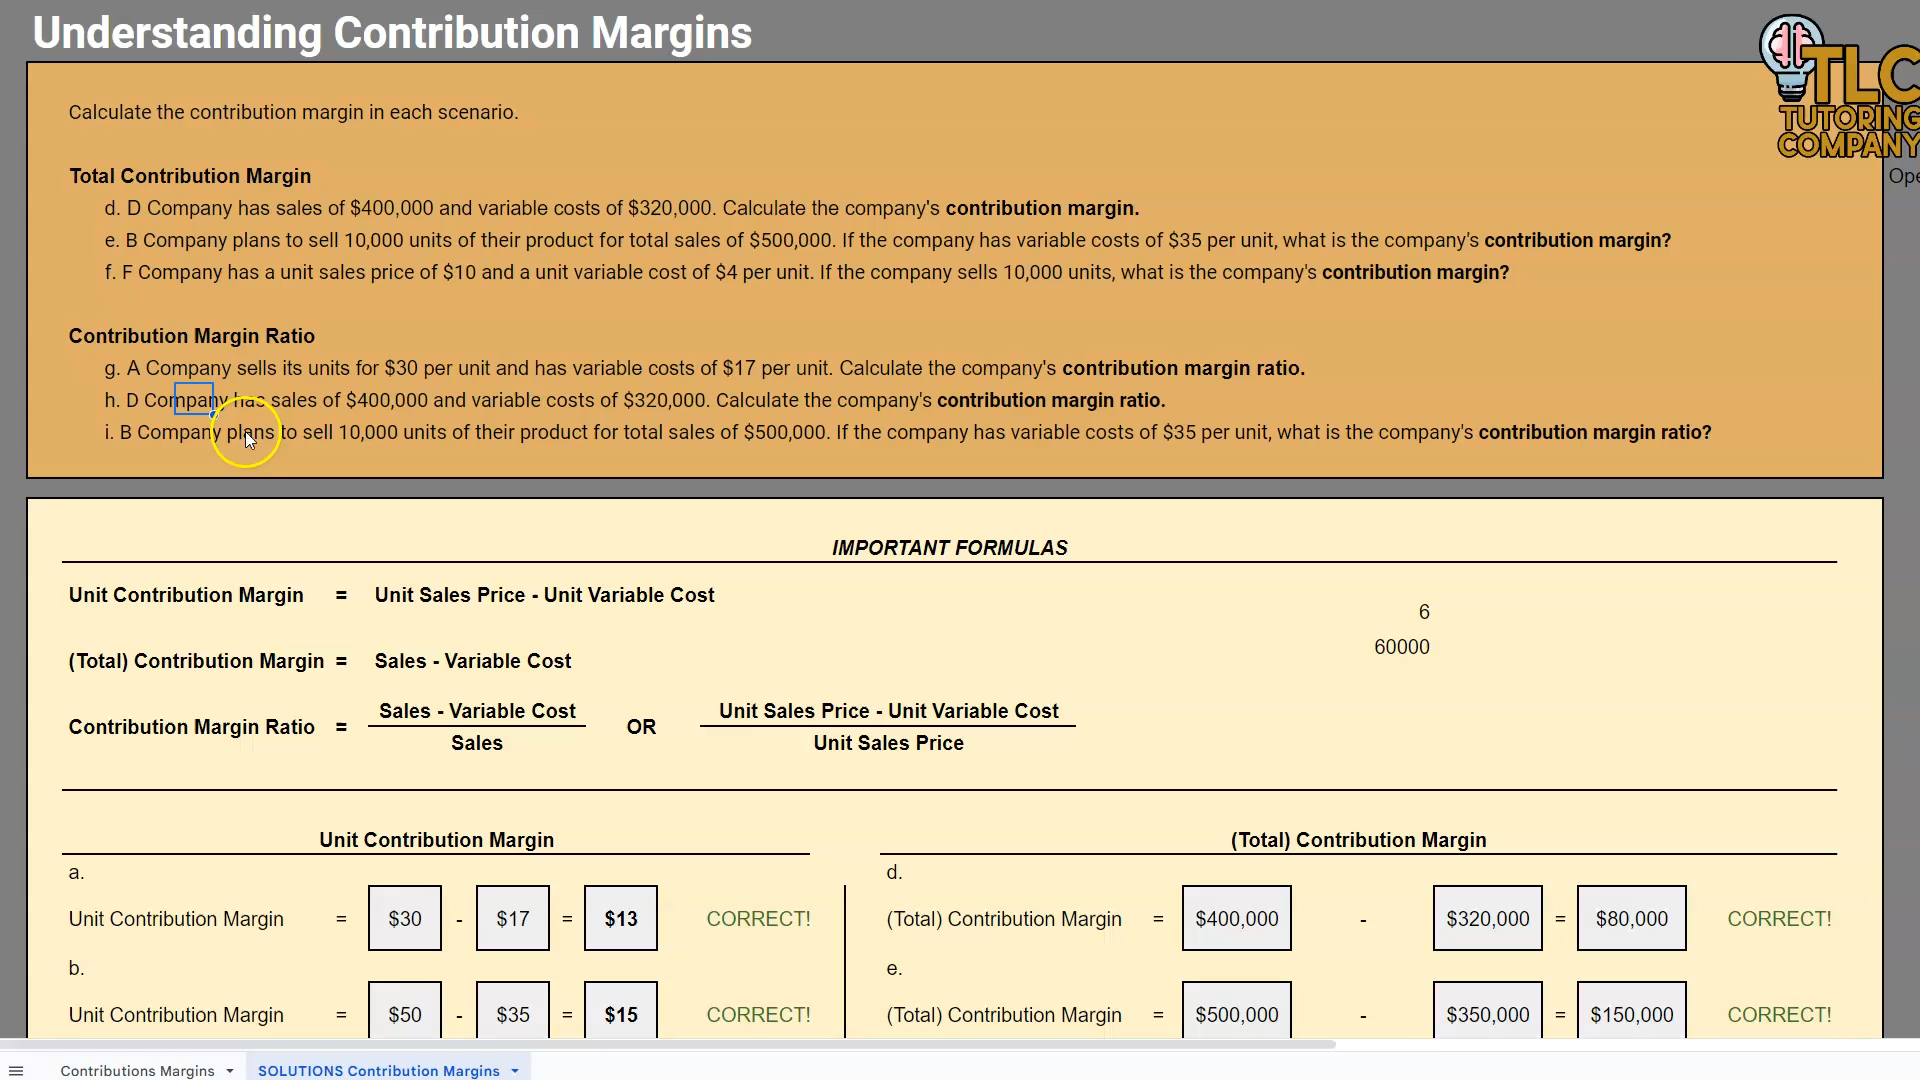 Understanding Contribution Margins
TLC
TUTORING
COMPANY
Calculate the contribution margin in each scenario.
Total Contribution Margin
Ope
d. D Company has sales of $400,000 and variable costs of $320,000. Calculate the company's contribution margin.
e. B Company plans to sell 10,000 units of their product for total sales of $500,000. If the company has variable costs of $35 per unit, what is the company's contribution margin?
f. F Company has a unit sales price of $10 and a unit variable cost of $4 per unit. If the company sells 10,000 units, what is the company's contribution margin?
Contribution Margin Ratio
g. A Company sells its units for $30 per unit and has variable costs of $17 per unit. Calculate the company's contribution margin ratio.
h. D Company has sales of $400,000 and variable costs of $320,000. Calculate the company's contribution margin ratio.
i. B Company plans to sell 10,000 units of their product for total sales of $500,000. If the company has variable costs of $35 per unit, what is the company's contribution margin ratio?
IMPORTANT FORMULAS
Unit Contribution Margin = Unit Sales Price - Unit Variable Cost
6
60000
(Total) Contribution Margin = Sales - Variable Cost
Contribution Margin Ratio = Sales - Variable Cost OR Unit Sales Price - Unit Variable Cost
Sales Unit Sales Price
Unit Contribution Margin (Total) Contribution Margin
a. d.
Unit Contribution Margin = $30 - $17 = $13 CORRECT! (Total) Contribution Margin = $400,000 - $320,000 = $80,000 CORRECT!
b. e.
Unit Contribution Margin = $50 - $35 = $15 CORRECT! (Total) Contribution Margin = $500,000 - $350,000 = $150,000 CORRECT!
Contributions Margins SOLUTIONS Contribution Margins